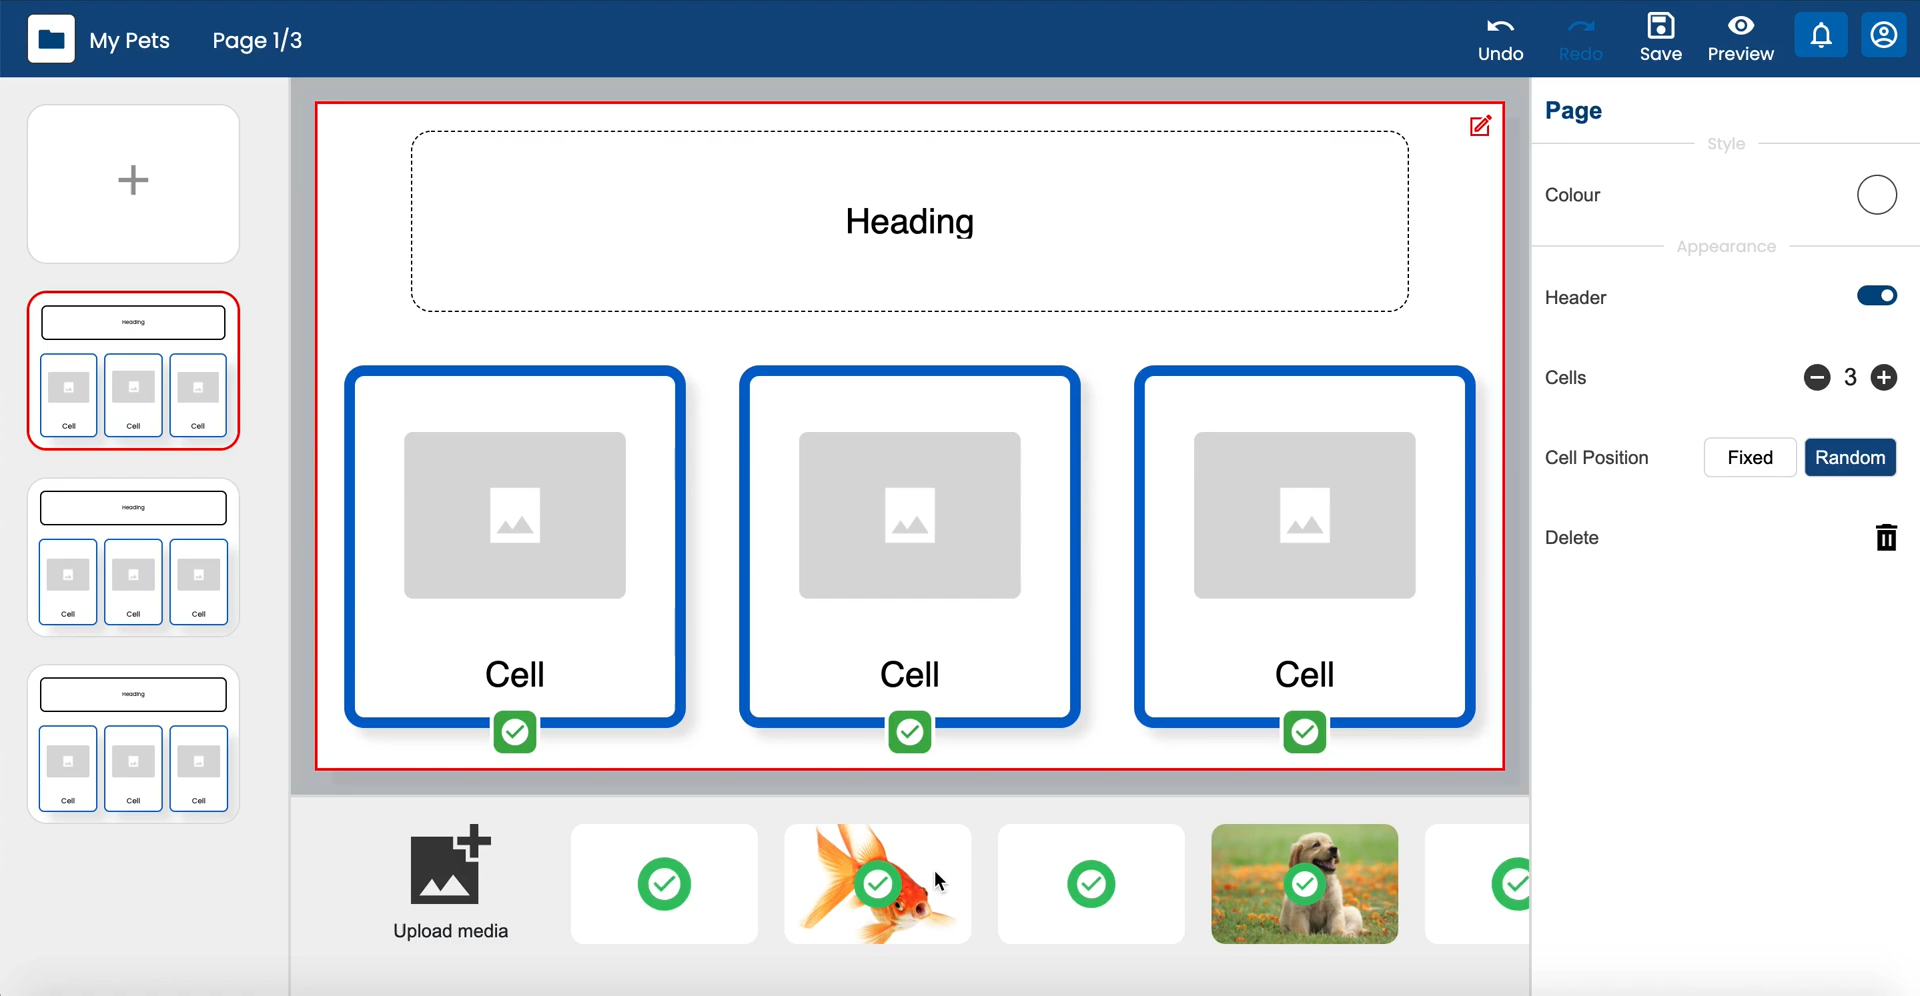 My Pets
Page 1/3
Undo
Redo
Save
Preview
Heading
Cell
Cell
Cell
Heading
Cell
Cell
Cell
Heading
Cell
Cell
Cell
Heading
Cell
Cell
Cell
Upload media
Page
Style
Colour
Appearance
Header
Cells
3
Cell Position
Fixed
Random
Delete